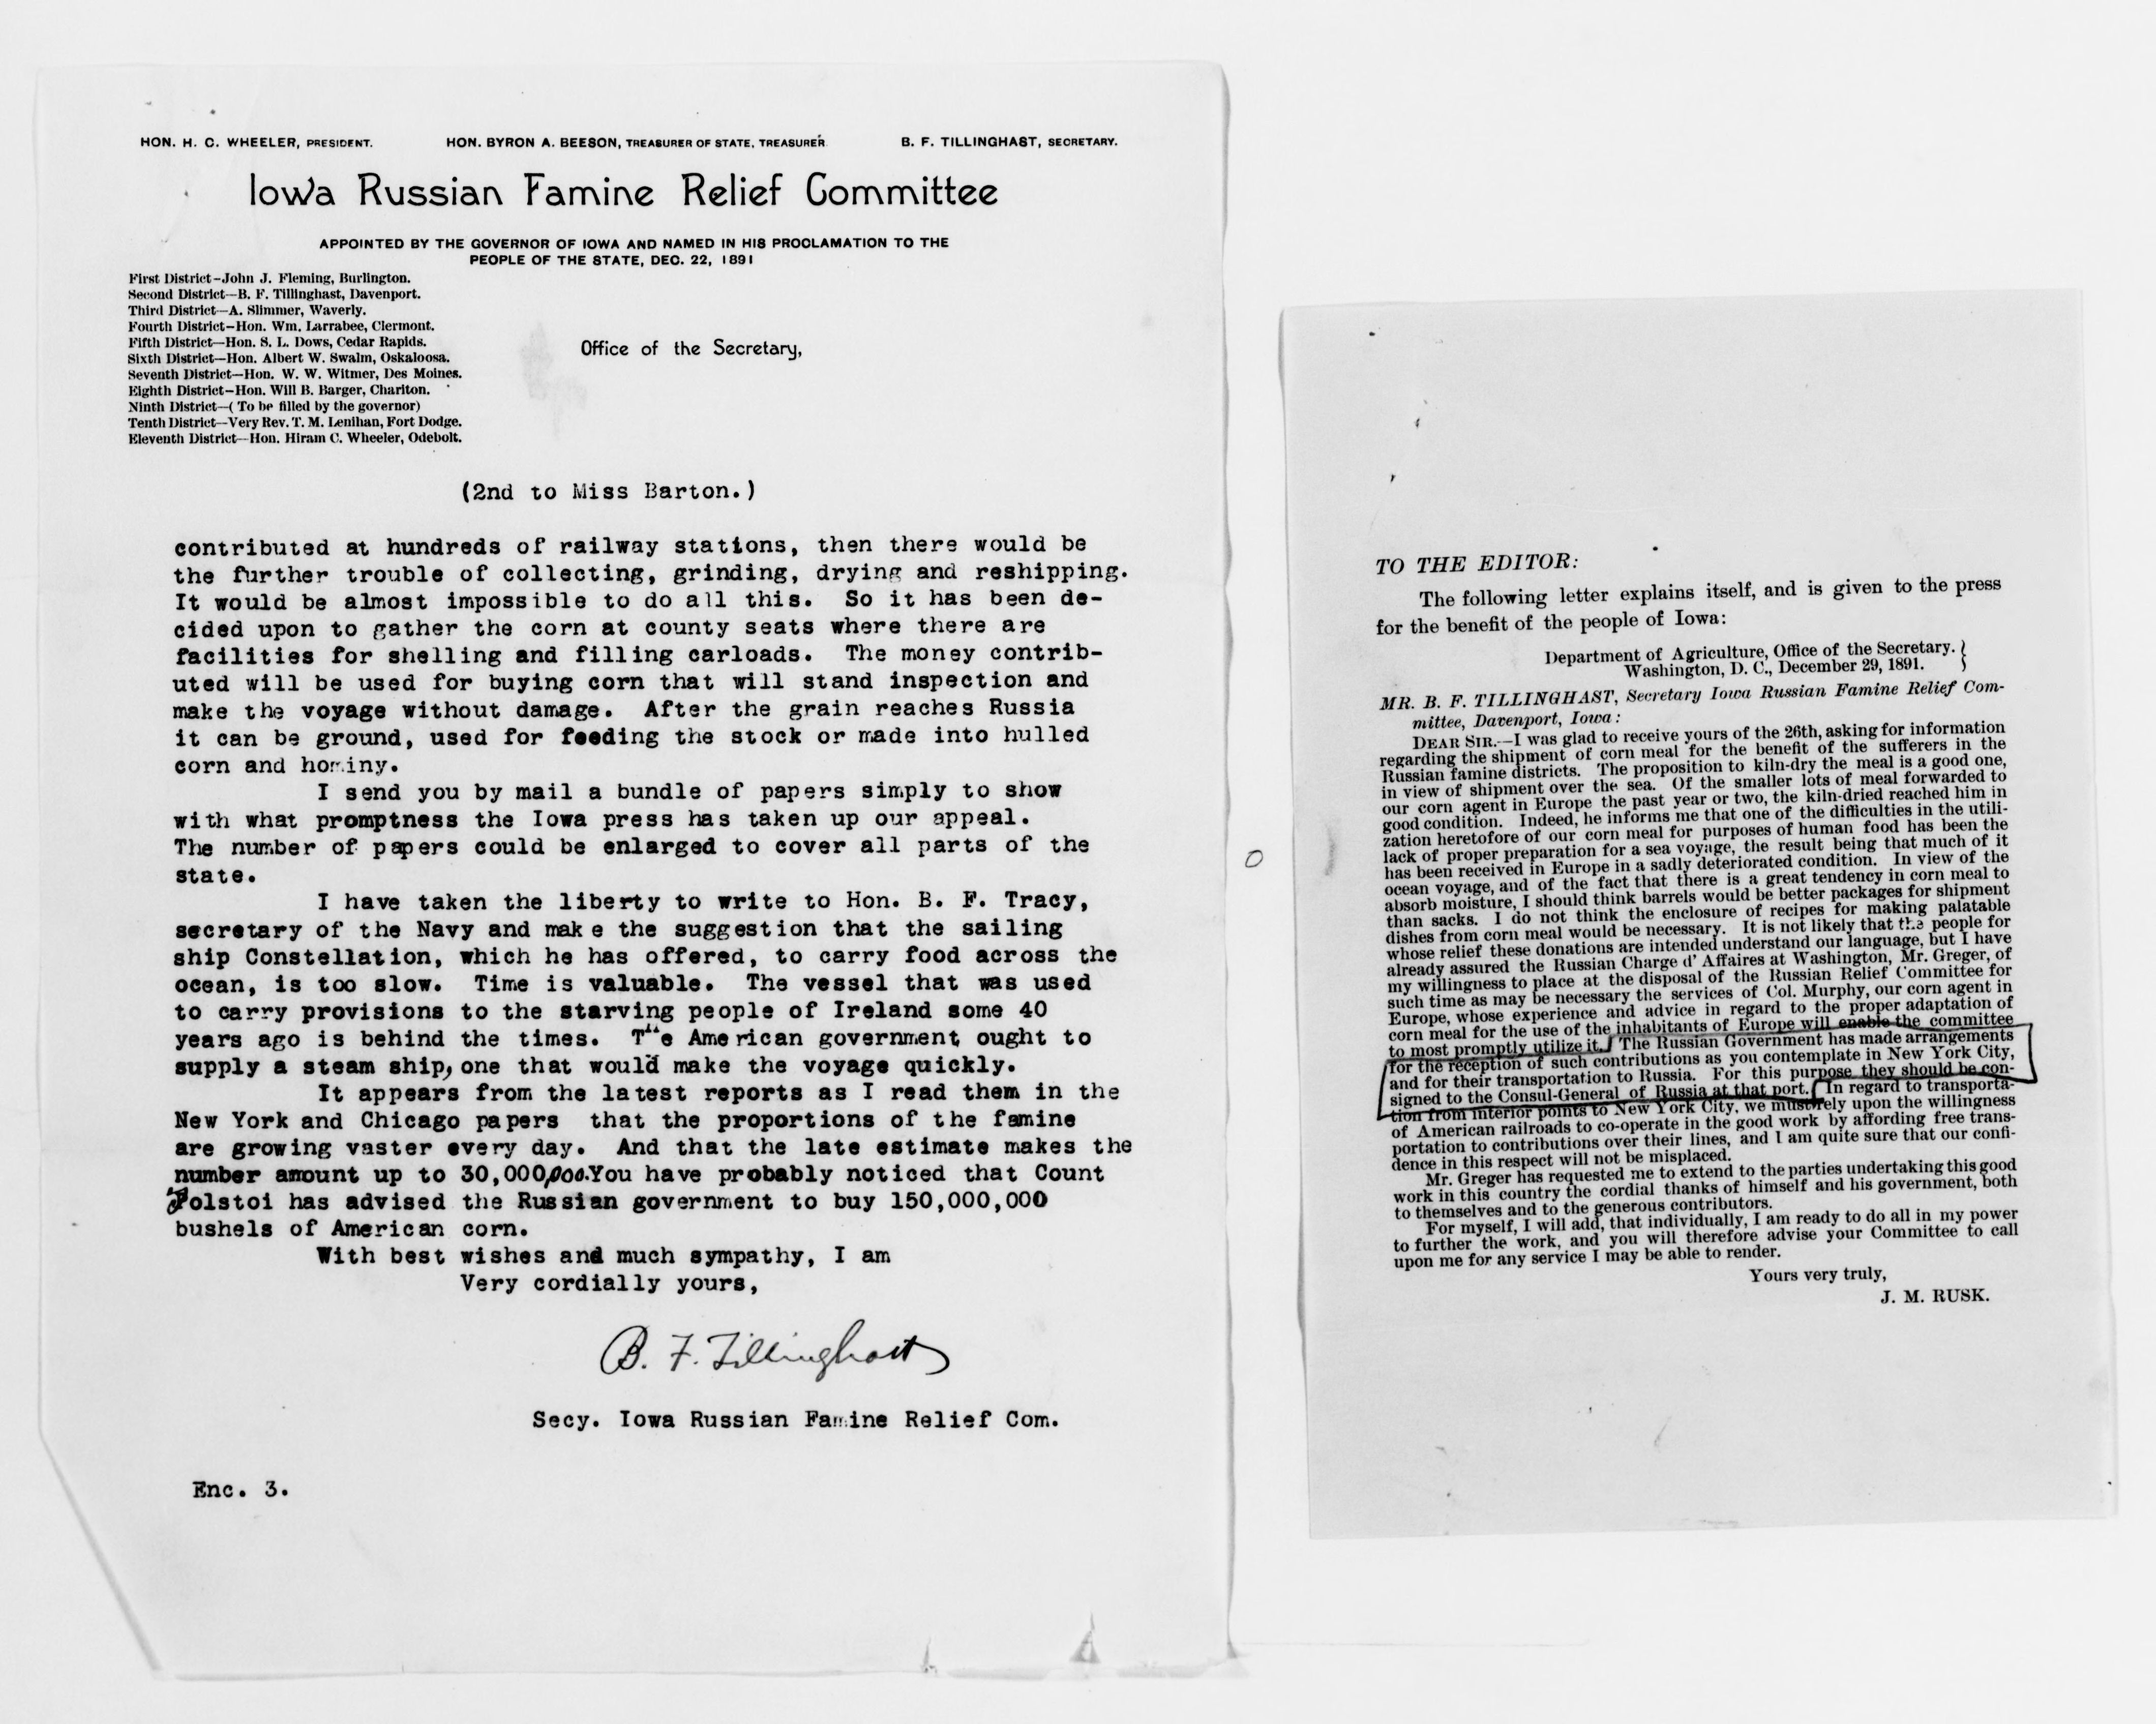 HON. H. C. WHEELER, PRESIDENT. HON. BYRON A. BEESON, TREASURER OF STATE, TREASURER B. F. TILLINGHAST, SECRETARY.
Iowa Russian Famine Relief Committee
APPOINTED BY THE GOVERNOR OF IOWA AND NAMED IN HIS PROCLAMATION TO THE
PEOPLE OF THE STATE, DEC. 22, 1891
First District-John J. Fleming, Burlington.
Second District—B. F. Tillinghast, Davenport.
Third District—A. Slimmer, Waverly.
Fourth District-Hon. Wm. Larrabee, Clermont.
Fifth District—Hon. S. L. Dows, Cedar Rapids.
Sixth District—Hon. Albert W. Swalm, Oskaloosa.
Seventh District—Hon. W. W. Witmer, Des Moines.
Eighth District-Hon. Will B. Barger, Chariton.
Ninth District—( To be filled by the governor)
Tenth District—Very Rev. T. M. Lenihan, Fort Dodge.
Eleventh District—Hon. Hiram C. Wheeler, Odebolt.
Office of the Secretary,
(2nd to Miss Barton.)
contributed at hundreds of railway stations, then there would be
the further trouble of collecting, grinding, drying and reshipping.
It would be almost impossible to do all this. So it has been de-
cided upon to gather the corn at county seats where there are
facilities for shelling and filling carloads. The money contrib-
uted will be used for buying corn that will stand inspection and
make the voyage without damage. After the grain reaches Russia
it can be ground, used for feeding the stock or made into hulled
corn and hominy.
I send you by mail a bundle of papers simply to show
with what promptness the Iowa press has taken up our appeal.
The number of papers could be enlarged to cover all parts of the
state.
I have taken the liberty to write to Hon. B. F. Tracy,
secretary of the Navy and make the suggestion that the sailing
ship Constellation, which he has offered, to carry food across the
ocean, is too slow. Time is valuable. The vessel that was used
to carry provisions to the starving people of Ireland some 40
years ago is behind the times. The American government ought to
supply a steam ship, one that would make the voyage quickly.
It appears from the latest reports as I read them in the
New York and Chicago papers that the proportions of the famine
are growing vaster every day. And that the late estimate makes the
number amount up to 30,000,000.You have probably noticed that Count
Tolstoi has advised the Russian government to buy 150,000,000
bushels of American corn.
With best wishes and much sympathy, I am
Very cordially yours,
B. F. Tillinghast
Secy. Iowa Russian Famine Relief Com.
Enc. 3.
TO THE EDITOR:
The following letter explains itself, and is given to the press
for the benefit of the people of Iowa:
Department of Agriculture, Office of the Secretary. }
Washington, D. C., December 29, 1891.
MR. B. F. TILLINGHAST, Secretary Iowa Russian Famine Relief Com-
mittee, Davenport, Iowa:
DEAR SIR.—I was glad to receive yours of the 26th, asking for information
regarding the shipment of corn meal for the benefit of the sufferers in the
Russian famine districts. The proposition to kiln-dry the meal is a good one,
in view of shipment over the sea. Of the smaller lots of meal forwarded to
our corn agent in Europe the past year or two, the kiln-dried reached him in
good condition. Indeed, he informs me that one of the difficulties in the utili-
zation heretofore of our corn meal for purposes of human food has been the
lack of proper preparation for a sea voyage, the result being that much of it
has been received in Europe in a sadly deteriorated condition. In view of the
ocean voyage, and of the fact that there is a great tendency in corn meal to
absorb moisture, I should think barrels would be better packages for shipment
than sacks. I do not think the enclosure of recipes for making palatable
dishes from corn meal would be necessary. It is not likely that the people for
whose relief these donations are intended understand our language, but I have
already assured the Russian Charge d' Affaires at Washington, Mr. Greger, of
my willingness to place at the disposal of the Russian Relief Committee for
such time as may be necessary the services of Col. Murphy, our corn agent in
Europe, whose experience and advice in regard to the proper adaptation of
corn meal for the use of the inhabitants of Europe will enable the committee
to most promptly utilize it. The Russian Government has made arrangements
for the reception of such contributions as you contemplate in New York City,
and for their transportation to Russia. For this purpose they should be con-
signed to the Consul-General of Russia at that port. In regard to transporta-
tion from interior points to New York City, we must rely upon the willingness
of American railroads to co-operate in the good work by affording free trans-
portation to contributions over their lines, and I am quite sure that our confi-
dence in this respect will not be misplaced.
Mr. Greger has requested me to extend to the parties undertaking this good
work in this country the cordial thanks of himself and his government, both
to themselves and to the generous contributors.
For myself, I will add, that individually, I am ready to do all in my power
to further the work, and you will therefore advise your Committee to call
upon me for any service I may be able to render.
Yours very truly,
J. M. RUSK.